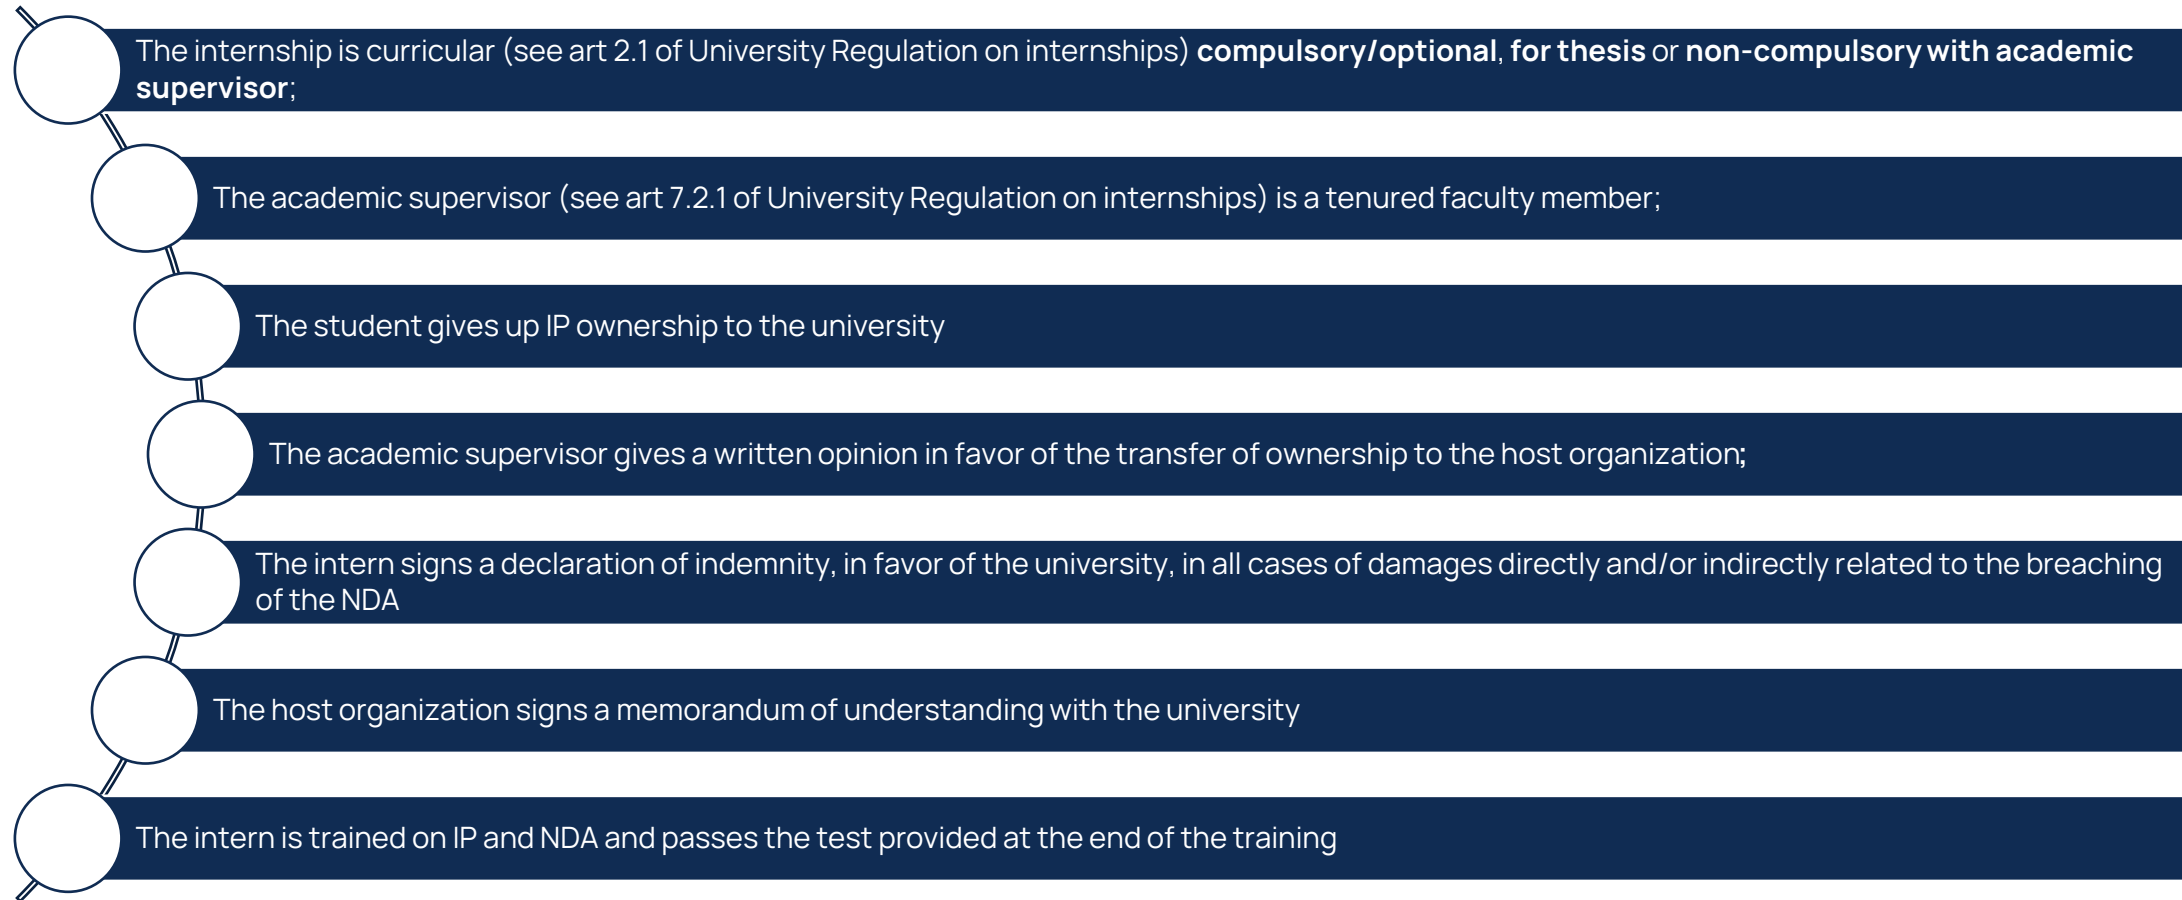 The internship is curricular (see art 2.1 of University Regulation on internships) compulsory/optional, for thesis or non-compulsory with academic
supervisor;
The academic supervisor (see art 7.2.1 of University Regulation on internships) is a tenured faculty member;
The student gives up IP ownership to the university
The academic supervisor gives a written opinion in favor of the transfer of ownership to the host organization;
The intern signs a declaration of indemnity, in favor of the university, in all cases of damages directly and/or indirectly related to the breaching
of the NDA
The host organization signs a memorandum of understanding with the university
The intern is trained on IP and NDA and passes the test provided at the end of the training